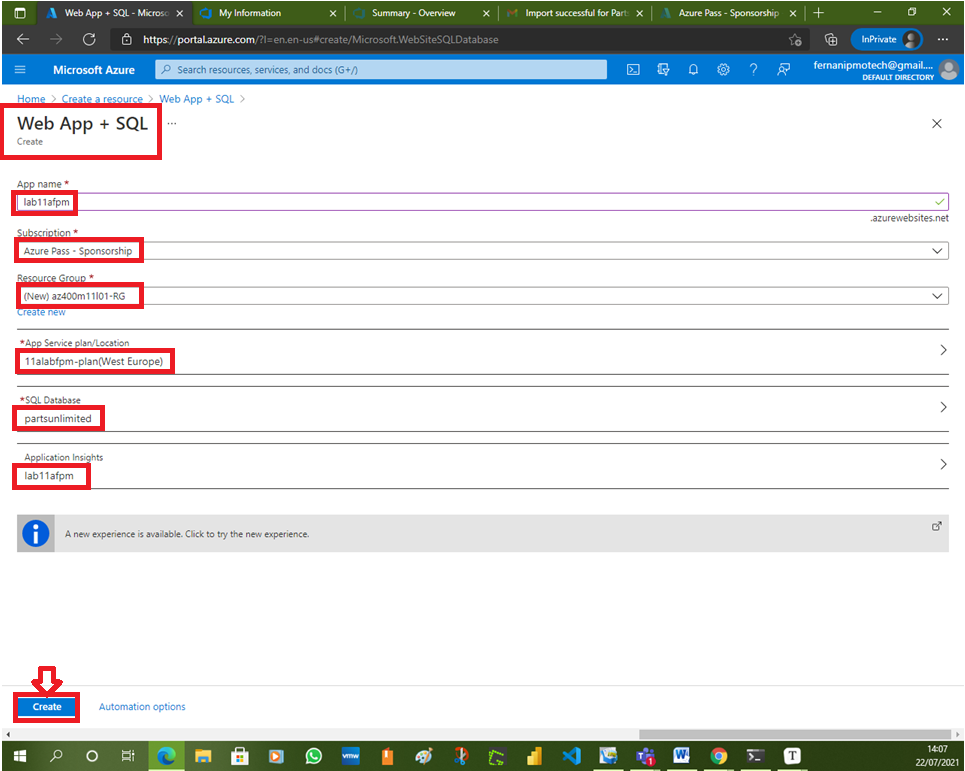 Web App + SQL - Microso
My Information
Summary - Overview
Import successful for Parts
Azure Pass - Sponsorship
https://portal.azure.com/?l=en.en-us#create/Microsoft.WebSiteSQLDatabase
InPrivate
Microsoft Azure
Search resources, services, and docs (G+/)
fernanipmotech@gmail....
DEFAULT DIRECTORY
Home > Create a resource > Web App + SQL >
Web App + SQL ...
Create
App name *
lab11afpm
.azurewebsites.net
Subscription *
Azure Pass - Sponsorship
Resource Group *
(New) az400m11l01-RG
Create new
*App Service plan/Location
11alabfpm-plan(West Europe)
*SQL Database
partsunlimited
Application Insights
lab11afpm
A new experience is available. Click to try the new experience.
Create
Automation options
14:07
22/07/2021